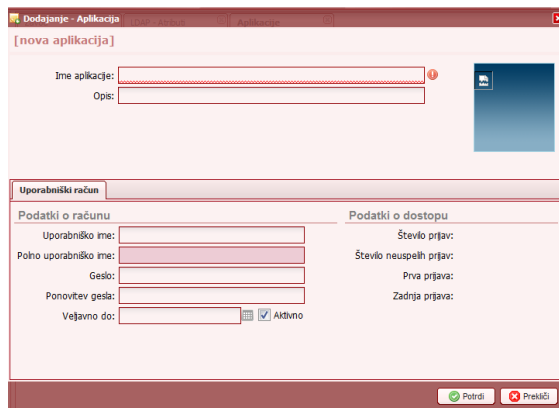 Dodajanje - Aplikacija
LDAP - Atributi
Aplikacije
[nova aplikacija]
Ime aplikacije:
Opis:
Uporabniški račun
Podatki o računu
Podatki o dostopu
Uporabniško ime:
Število prijav:
Polno uporabniško ime:
Število neuspelih prijav:
Geslo:
Prva prijava:
Ponovitev gesla:
Zadnja prijava:
Veljavno do:
Aktivno
Potrdi
Prekliči